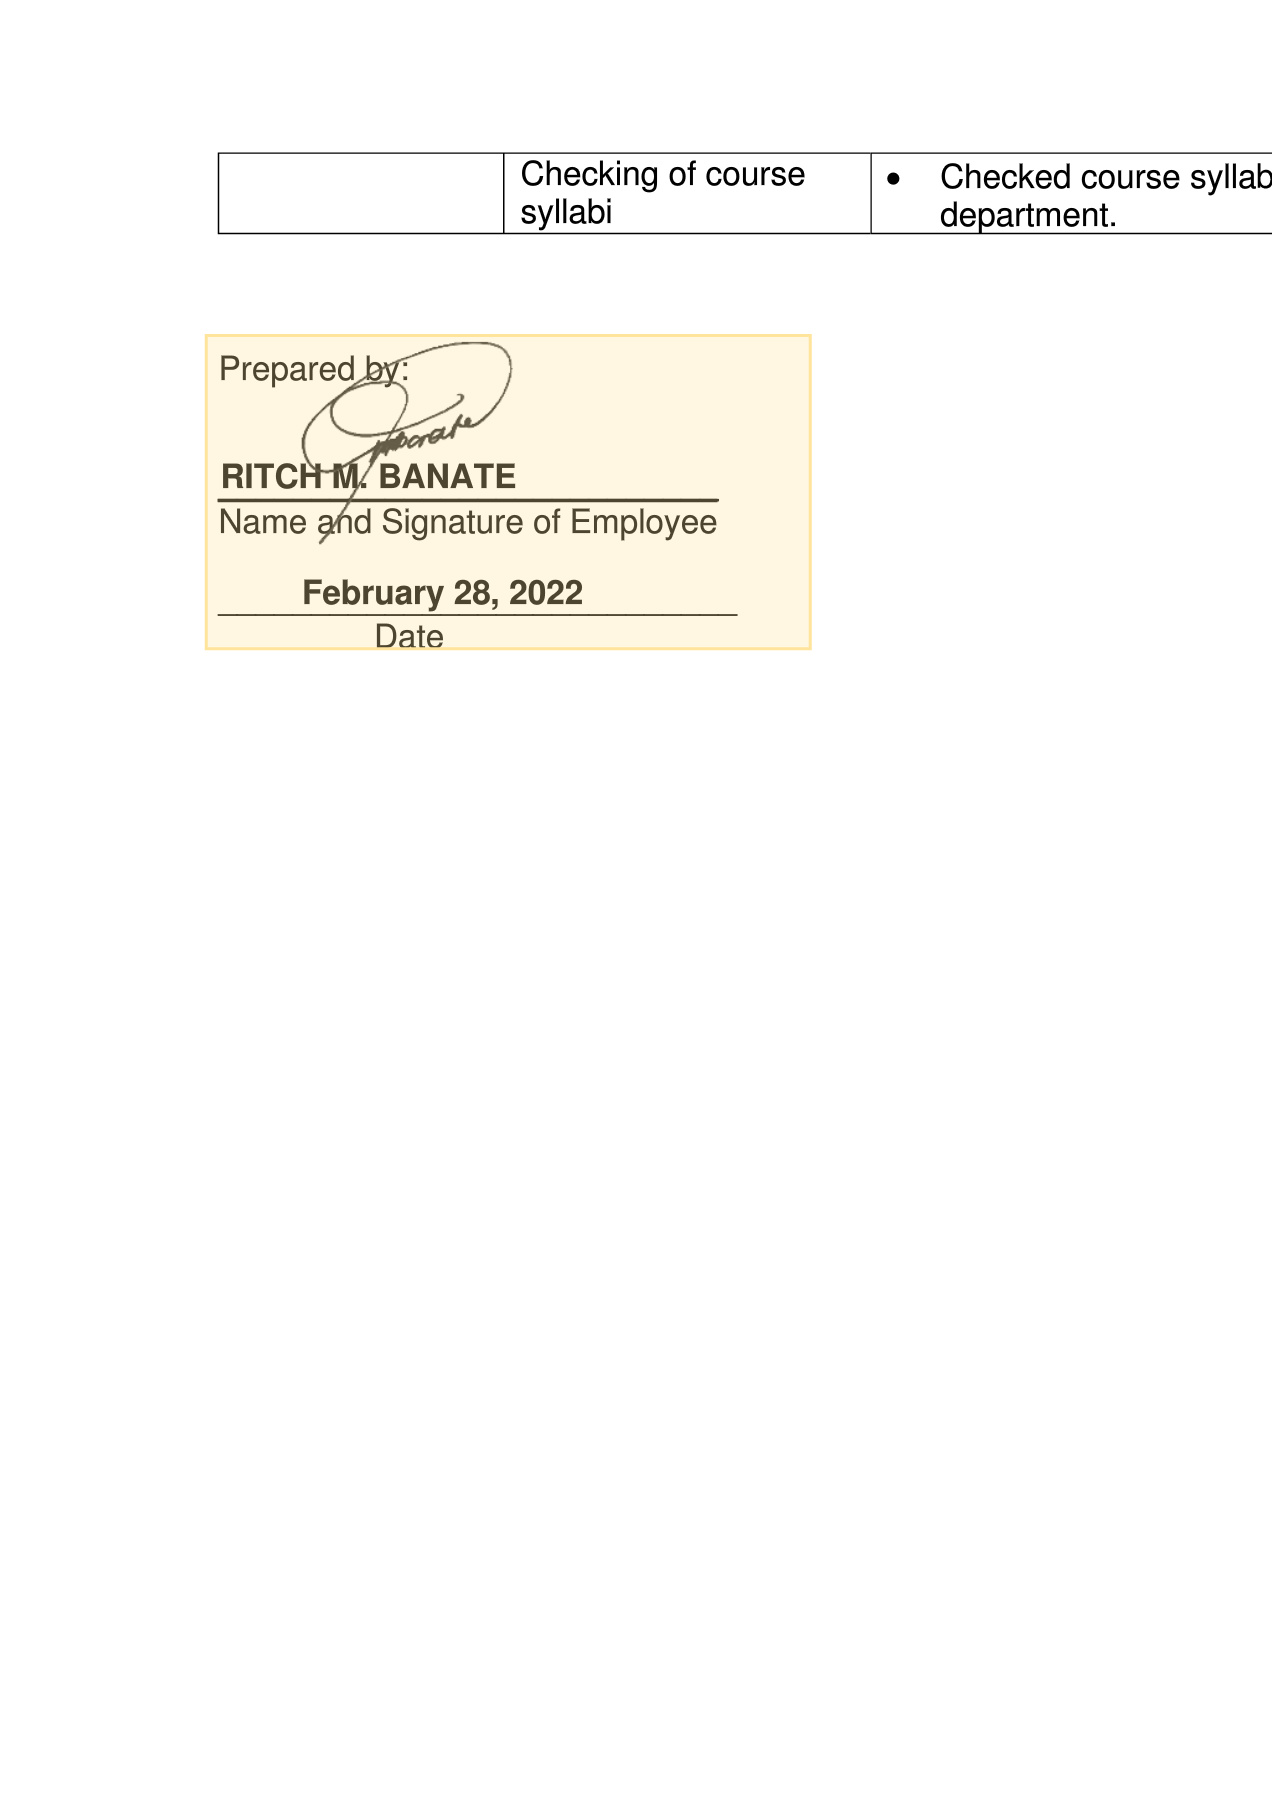 Checking of course
syllabi
• Checked course syllab
department.
Prepared by:
RITCH M. BANATE
Name and Signature of Employee
February 28, 2022
Date